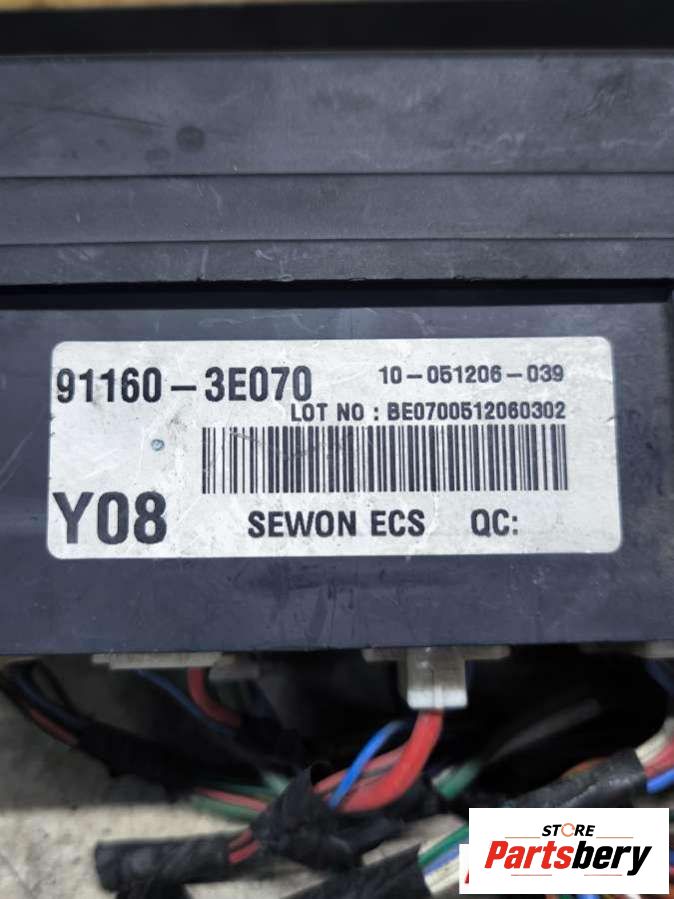 91160-3E070 10-051206-039
LOT NO : BE0700512060302
Y08 SEWON ECS QC:
STORE
Partsbery